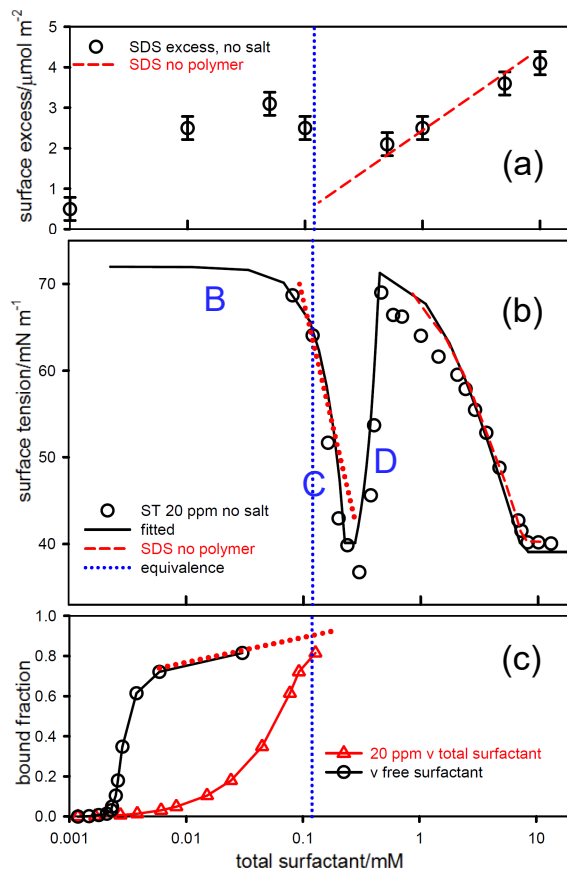 5
4
3
2
1
0
surface excess/μmol m⁻²
SDS excess, no salt
SDS no polymer
(a)
70
60
50
40
surface tension/mN m⁻¹
B
C
D
(b)
ST 20 ppm no salt
fitted
SDS no polymer
equivalence
1.0
0.8
0.6
0.4
0.2
0.0
bound fraction
(c)
20 ppm v total surfactant
v free surfactant
0.001 0.01 0.1 1 10
total surfactant/mM